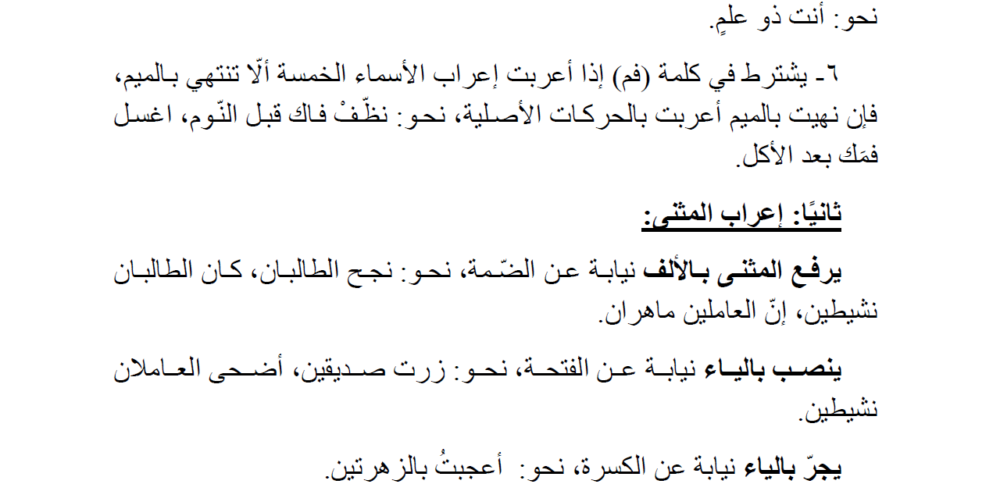 نحو: أنت ذو علمٍ.
٦- يشترط في كلمة (فم) إذا أعربت إعراب الأسماء الخمسة ألّا تنتهي بالميم،
فإن نهيت بالميم أعربت بالحركات الأصلية، نحو: نظّفْ فاك قبل النّوم، اغسل
فمَك بعد الأكل.
ثانيًا: إعراب المثنى:
يرفع المثنى بالألف نيابة عن الضّمة، نحو: نجح الطالبان، كان الطالبان
نشيطين، إنّ العاملين ماهران.
ينصب بالياء نيابة عن الفتحة، نحو: زرت صديقين، أضحى العاملان
نشيطين.
يجرّ بالياء نيابة عن الكسرة، نحو: أعجبتُ بالزهرتين.